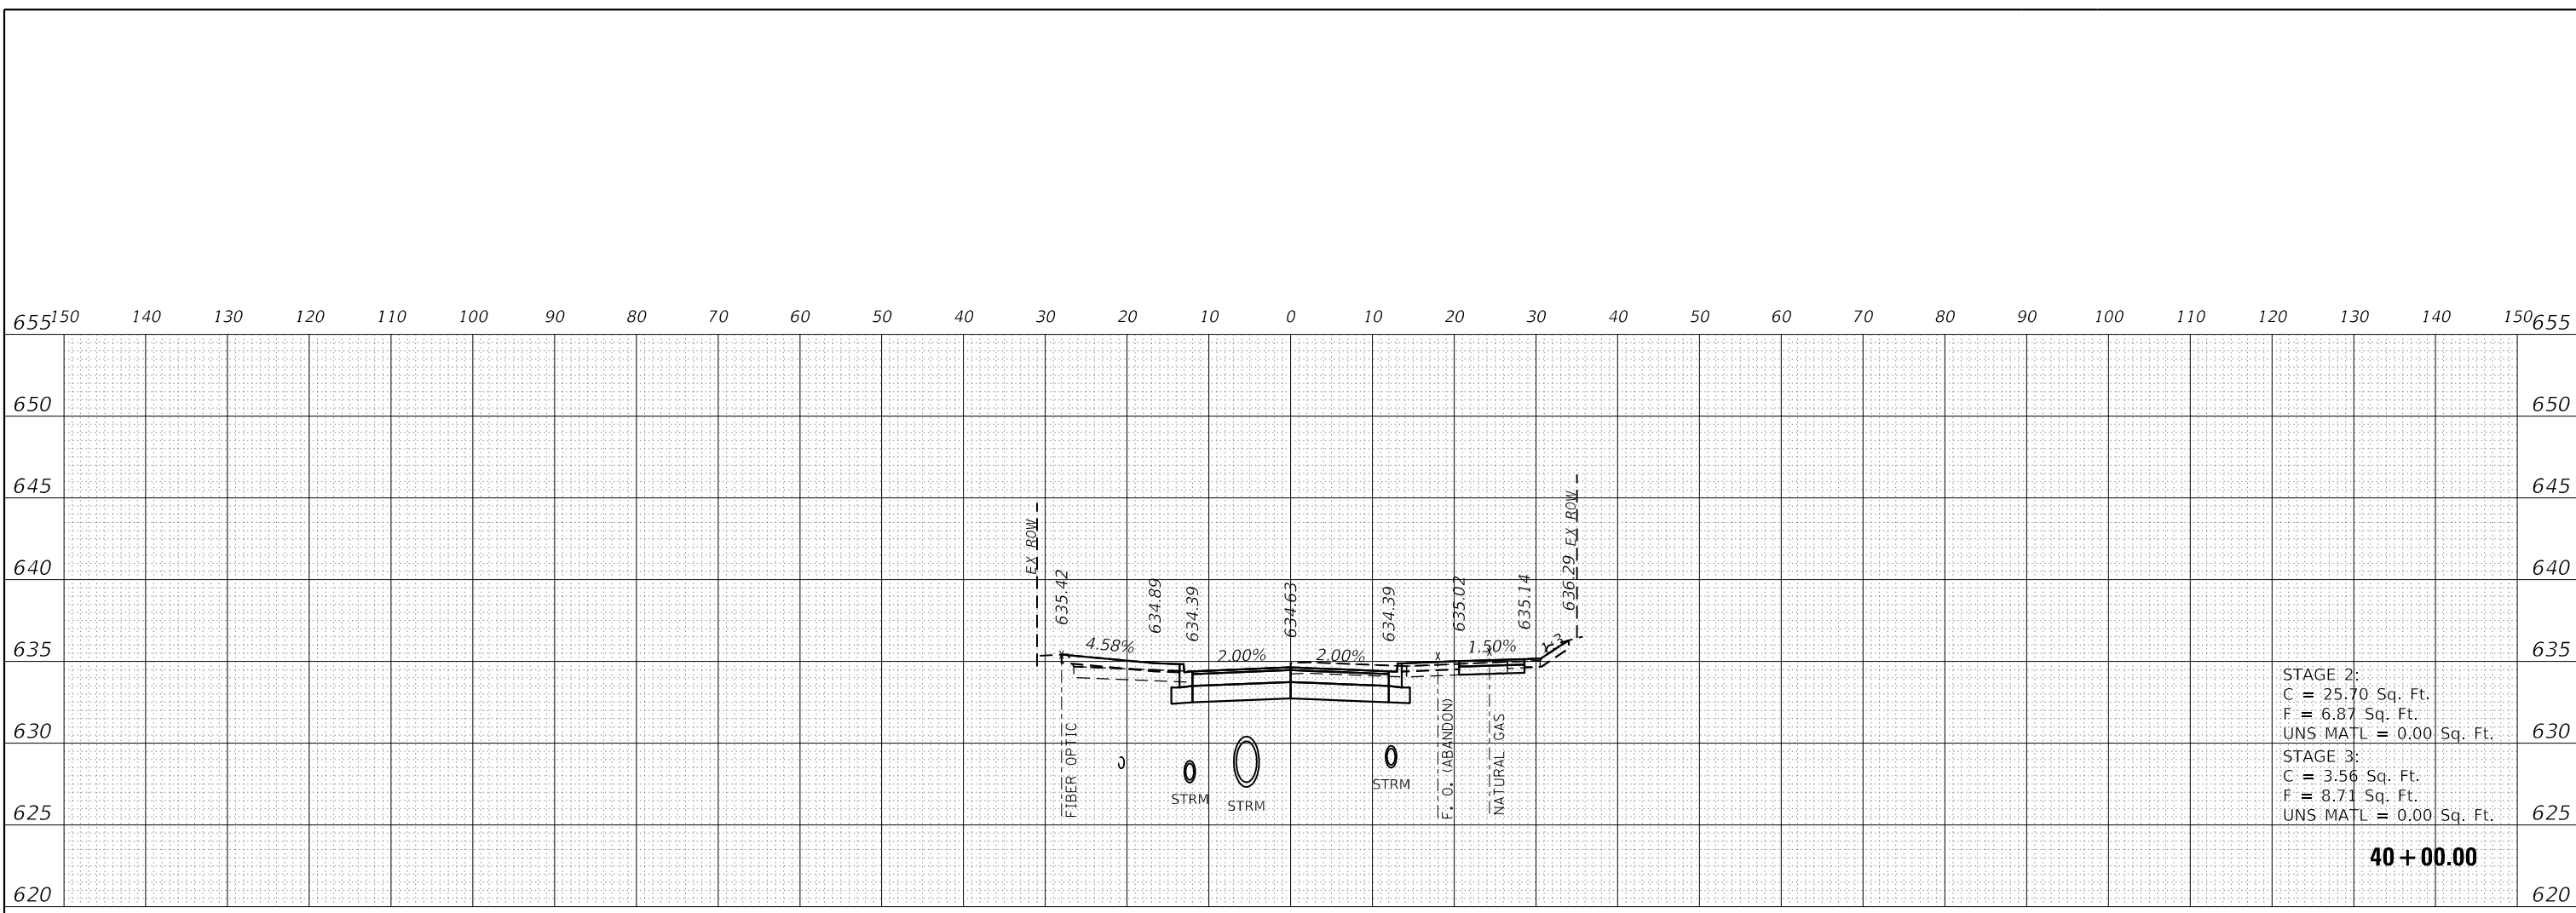 150 140 130 120 110 100 90 80 70 60 50 40 30 20 10 0 10 20 30 40 50 60 70 80 90 100 110 120 130 140 150
655 655
650 650
645 645
EX ROW
EX ROW
640 640
635.42
634.89
634.39
634.63
634.39
635.02
635.14
636.29
635 635
4.58%
2.00%
2.00%
1.50%
1:3
STAGE 2:
C = 25.70 Sq. Ft.
F = 6.87 Sq. Ft.
UNS MATL = 0.00 Sq. Ft.
630 630
STAGE 3:
C = 3.56 Sq. Ft.
F = 8.71 Sq. Ft.
UNS MATL = 0.00 Sq. Ft.
FIBER OPTIC
STRM
STRM
STRM
F. O. (ABANDON)
NATURAL GAS
625 625
40+00.00
620 620